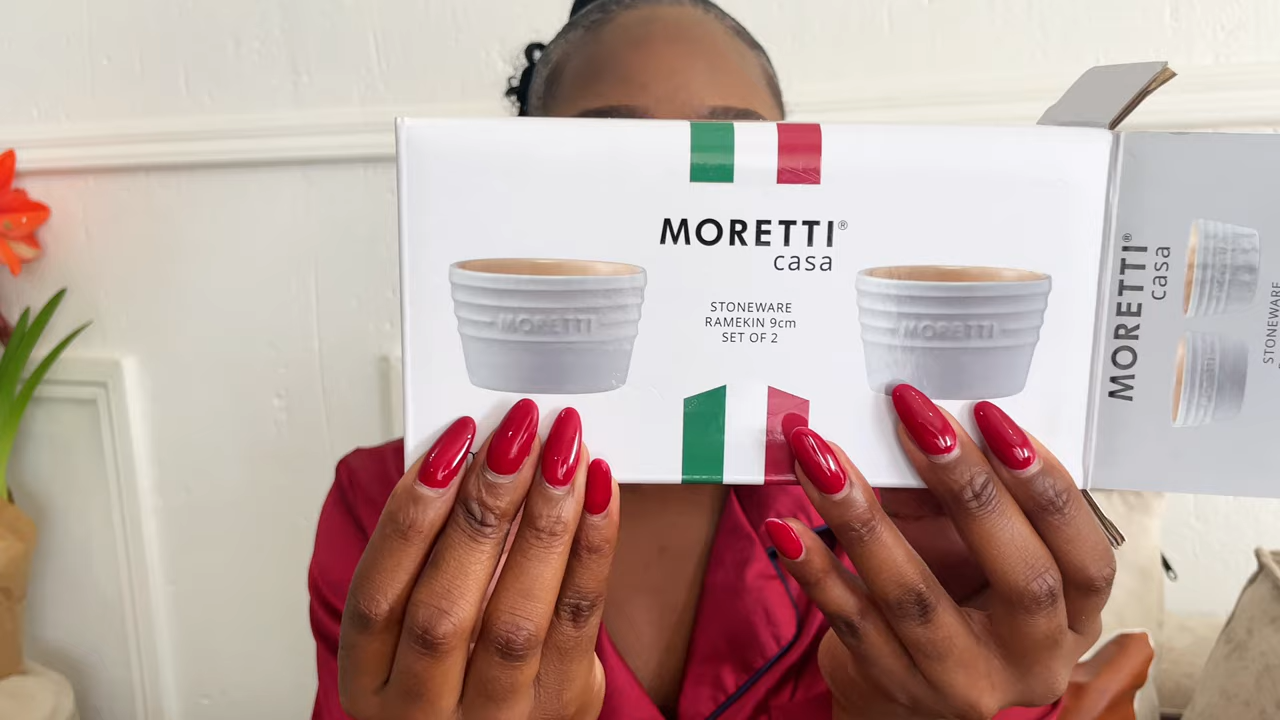 MORETTI®
casa
STONEWARE
RAMEKIN 9cm
SET OF 2
MORETTI
MORETTI
MORETTI®
casa
STONEWARE